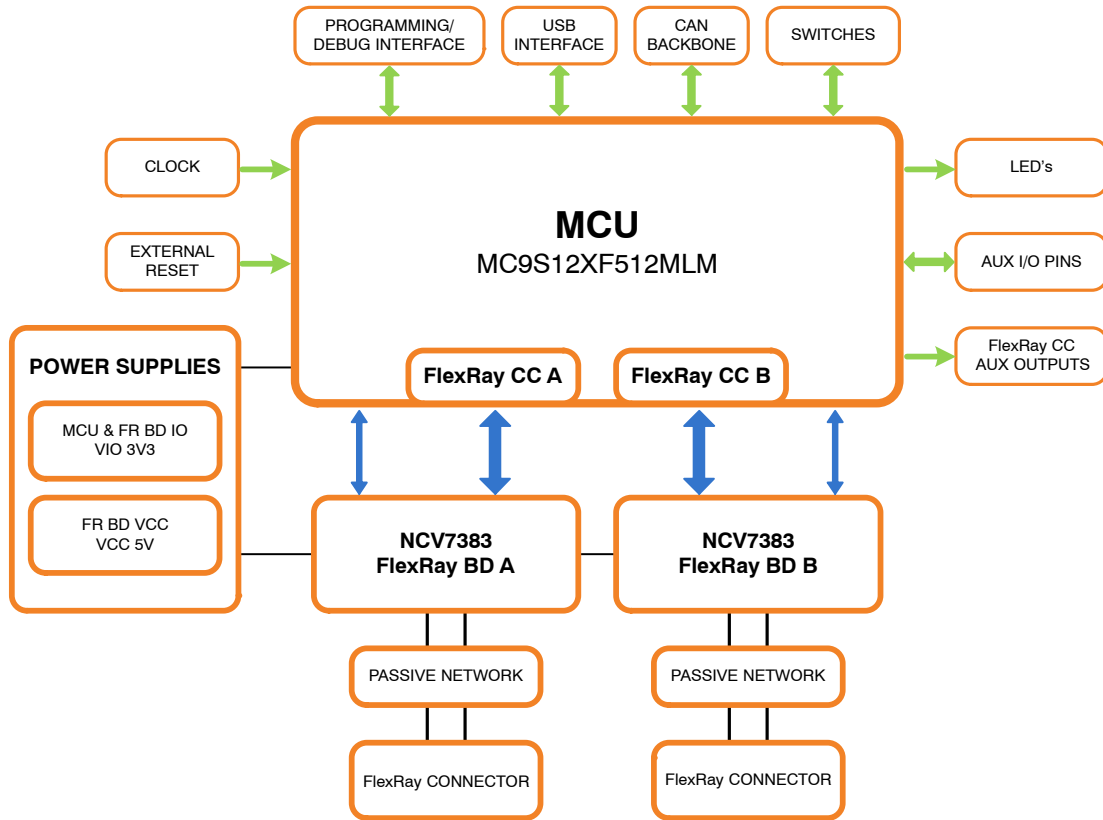 PROGRAMMING/
DEBUG INTERFACE
USB
INTERFACE
CAN
BACKBONE
SWITCHES
CLOCK
EXTERNAL
RESET
MCU
MC9S12XF512MLM
LED's
AUX I/O PINS
FlexRay CC
AUX OUTPUTS
FlexRay CC A
FlexRay CC B
POWER SUPPLIES
MCU & FR BD IO
VIO 3V3
FR BD VCC
VCC 5V
NCV7383
FlexRay BD A
NCV7383
FlexRay BD B
PASSIVE NETWORK
PASSIVE NETWORK
FlexRay CONNECTOR
FlexRay CONNECTOR